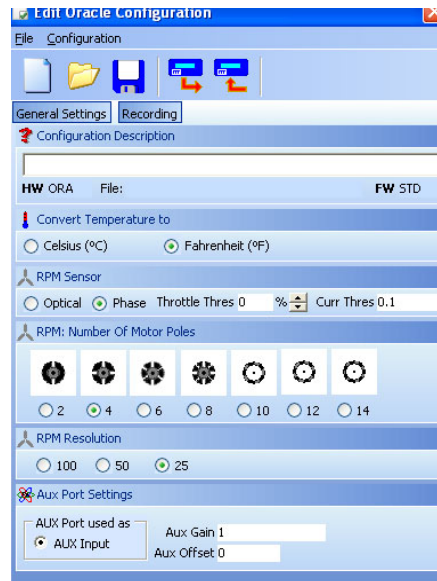 Edit Oracle Configuration
File Configuration
General Settings Recording
Configuration Description
HW ORA File: FW STD
Convert Temperature to
Celsius (ºC) Fahrenheit (ºF)
RPM Sensor
Optical Phase Throttle Thres 0 % Curr Thres 0.1
RPM: Number Of Motor Poles
2 4 6 8 10 12 14
RPM Resolution
100 50 25
Aux Port Settings
AUX Port used as
AUX Input
Aux Gain 1
Aux Offset 0